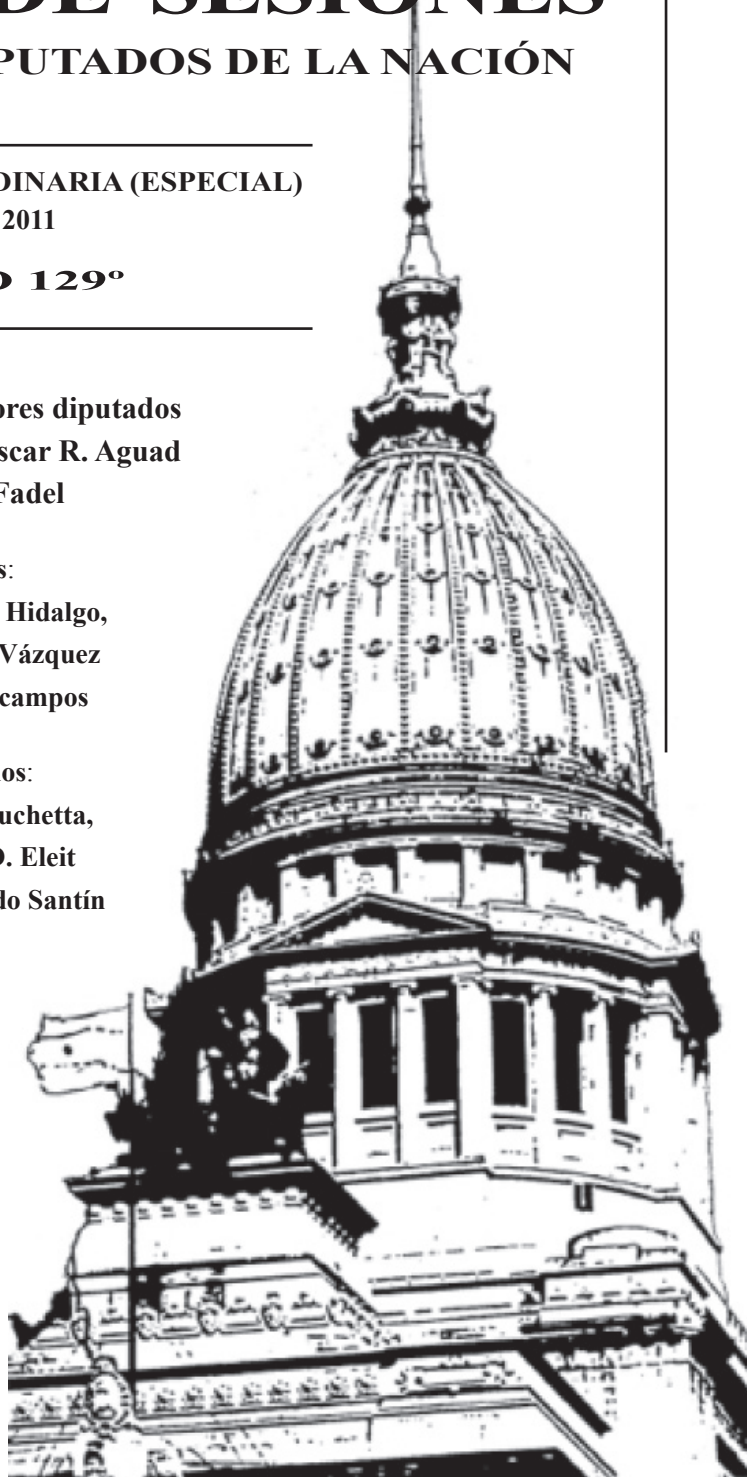 DE SESIONES
PUTADOS DE LA NACIÓN
DINARIA (ESPECIAL)
2011
O 129º
ores diputados
scar R. Aguad
Fadel
s:
Hidalgo,
Vázquez
campos
os:
uchetta,
D. Eleit
do Santín